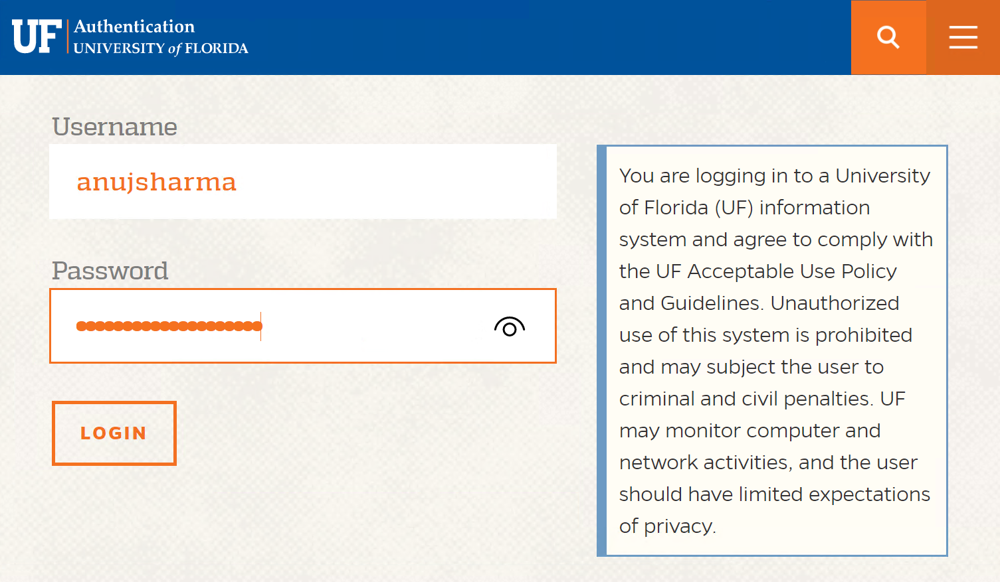 UF Authentication
UNIVERSITY of FLORIDA
Username
anujsharma
Password
LOGIN
You are logging in to a University
of Florida (UF) information
system and agree to comply with
the UF Acceptable Use Policy
and Guidelines. Unauthorized
use of this system is prohibited
and may subject the user to
criminal and civil penalties. UF
may monitor computer and
network activities, and the user
should have limited expectations
of privacy.